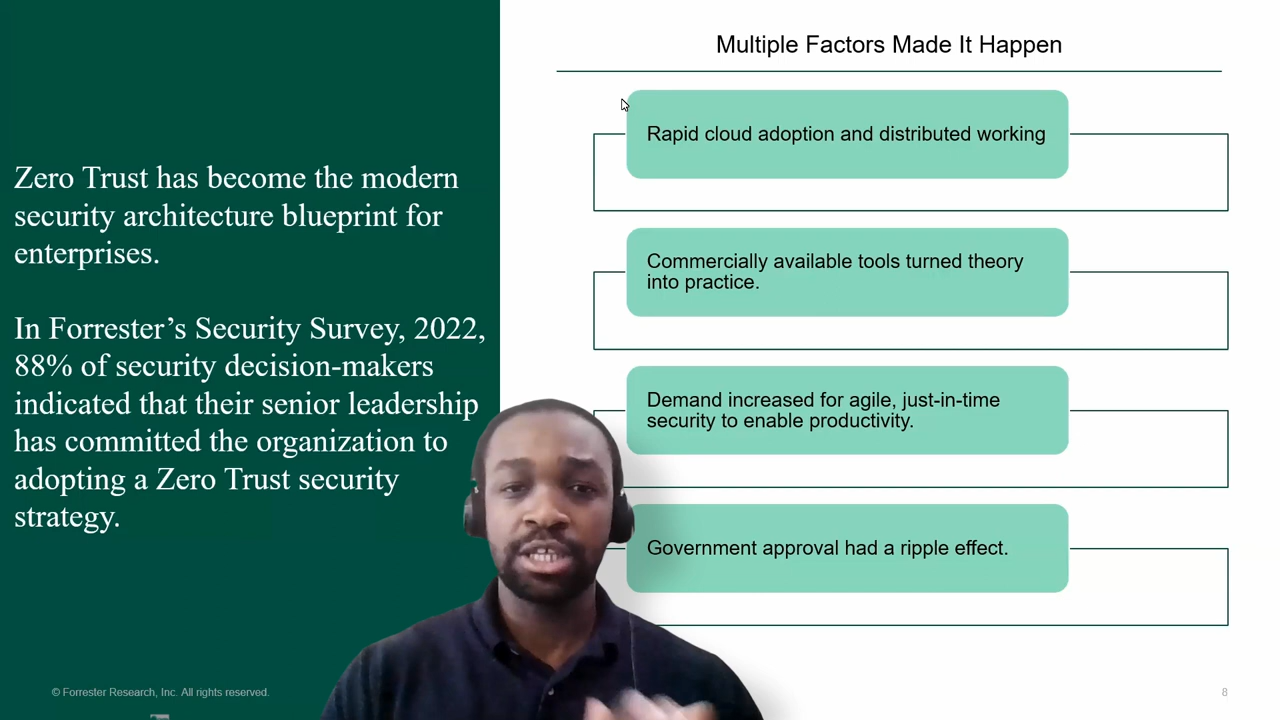 Multiple Factors Made It Happen
Zero Trust has become the modern
security architecture blueprint for
enterprises.
In Forrester’s Security Survey, 2022,
88% of security decision-makers
indicated that their senior leadership
has committed the organization to
adopting a Zero Trust security
strategy.
Rapid cloud adoption and distributed working
Commercially available tools turned theory
into practice.
Demand increased for agile, just-in-time
security to enable productivity.
Government approval had a ripple effect.
© Forrester Research, Inc. All rights reserved.
8